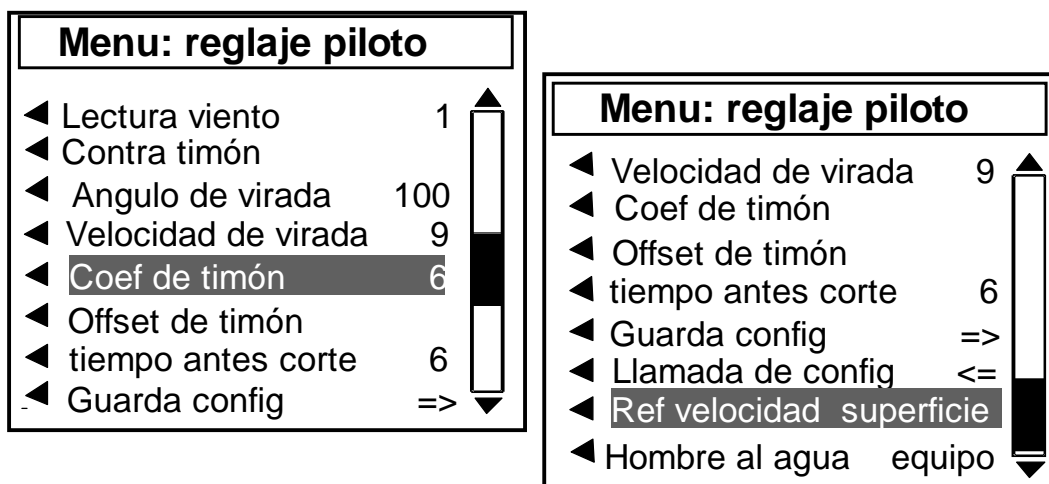 Menu: reglaje piloto
Lectura viento 1
Contra timón
Angulo de virada 100
Velocidad de virada 9
Coef de timón 6
Offset de timón
tiempo antes corte 6
Guarda config =>
Menu: reglaje piloto
Velocidad de virada 9
Coef de timón
Offset de timón
tiempo antes corte 6
Guarda config =>
Llamada de config <=
Ref velocidad superficie
Hombre al agua equipo